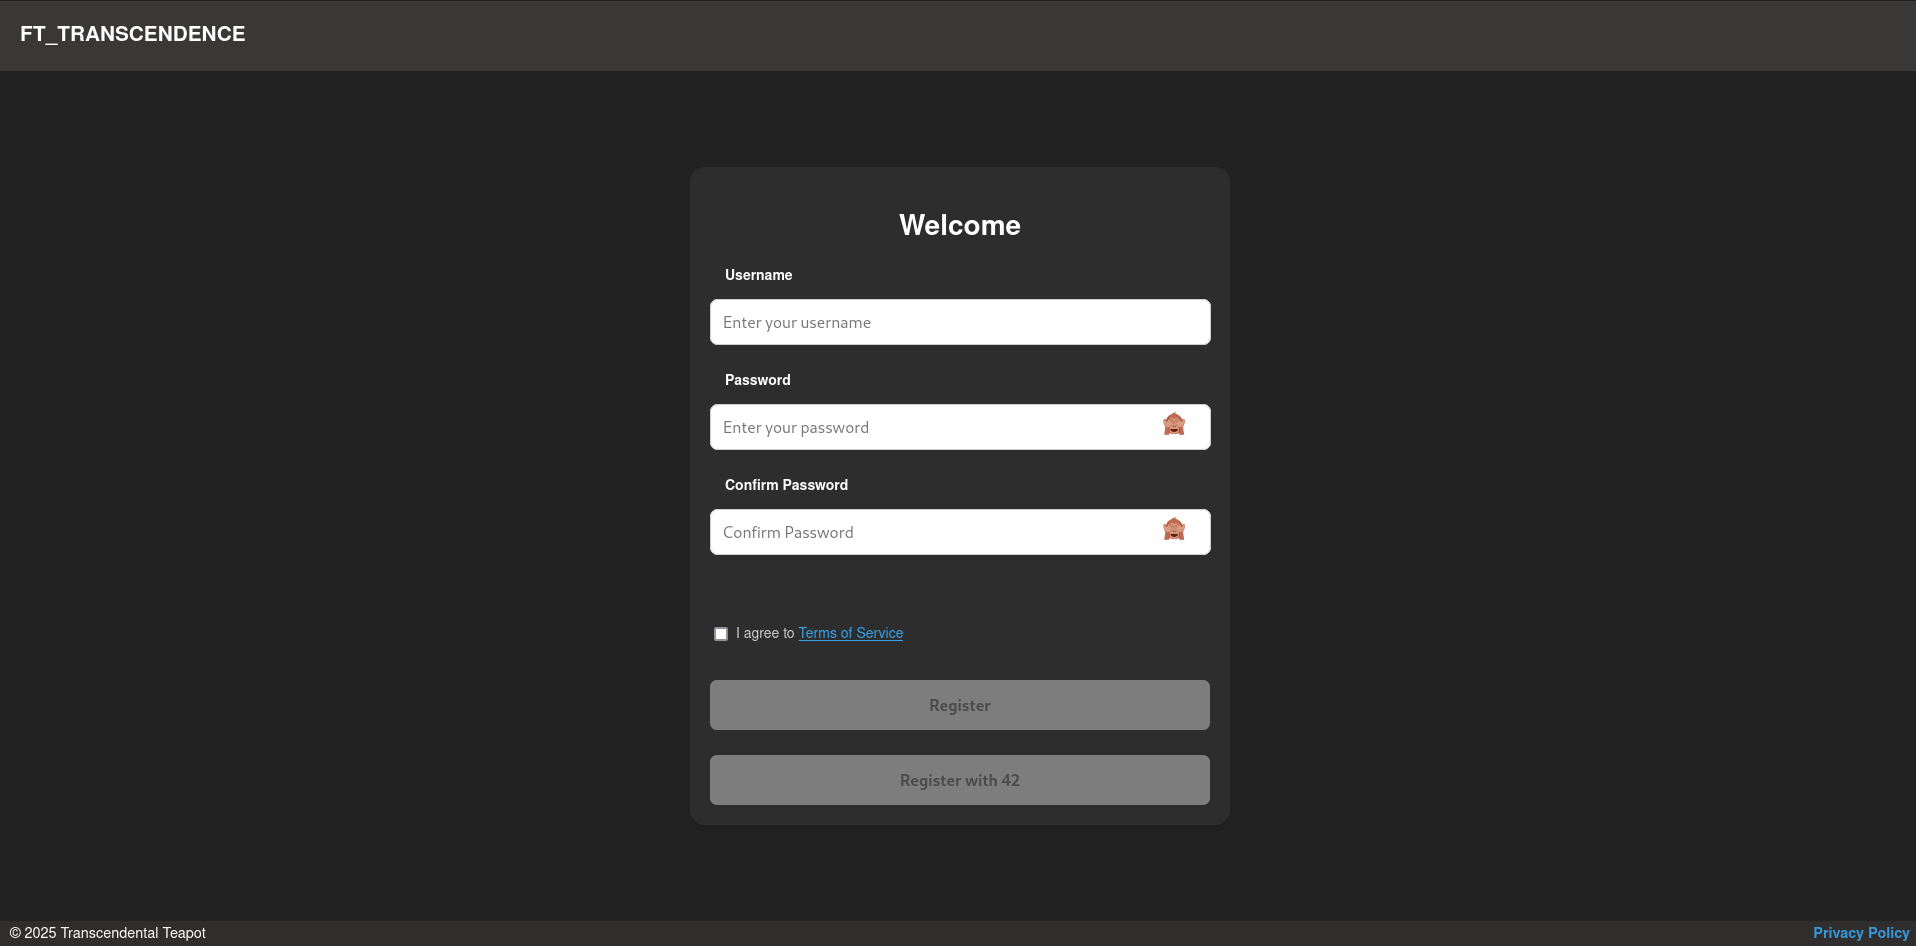 FT_TRANSCENDENCE
Welcome
Username
Enter your username
Password
Enter your password
Confirm Password
Confirm Password
I agree to Terms of Service
Register
Register with 42
© 2025 Transcendental Teapot
Privacy Policy